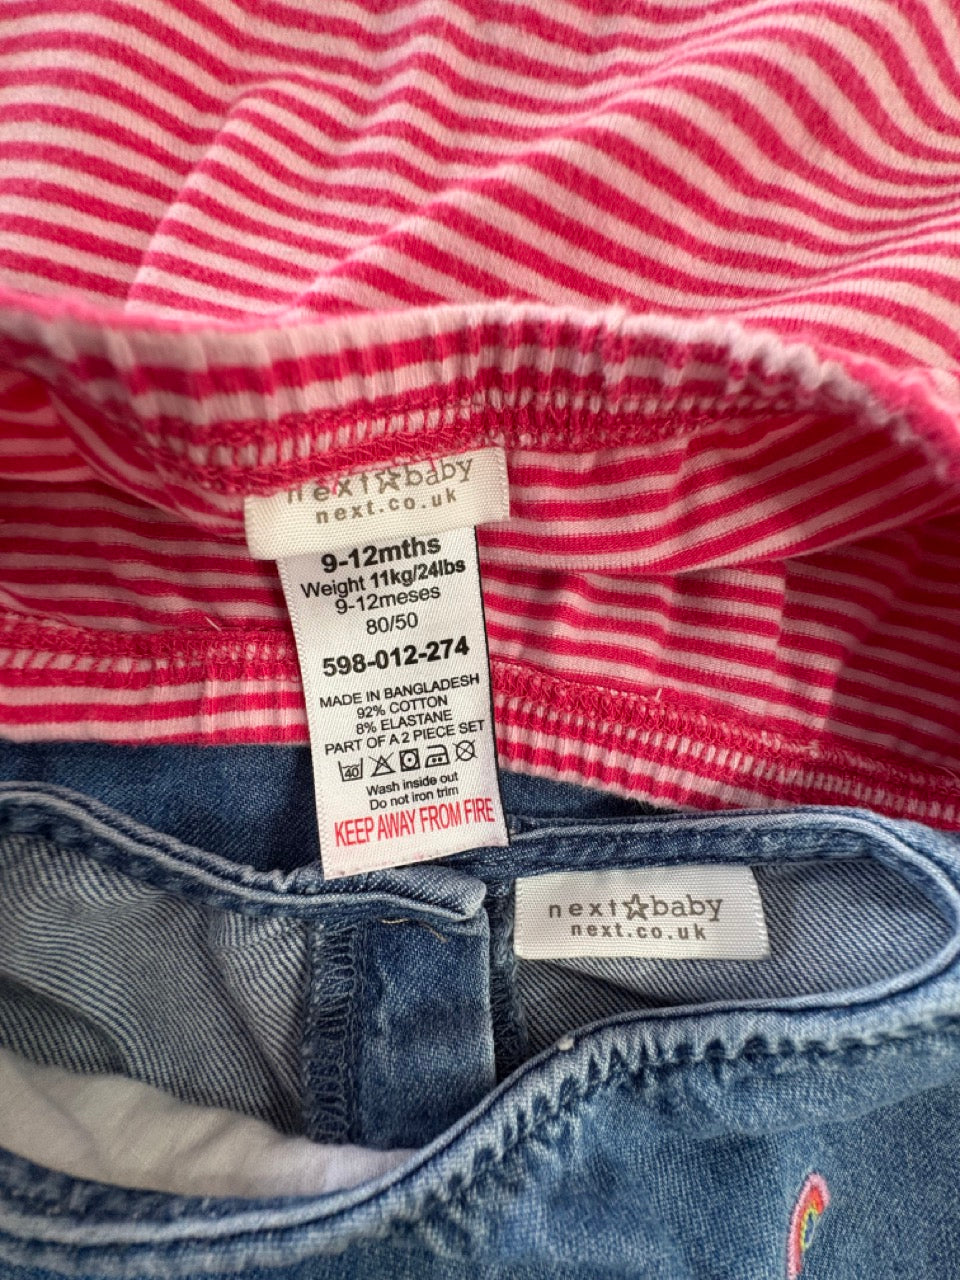 next☆baby
next.co.uk
9-12mths
Weight 11kg/24lbs
9-12meses
80/50
598-012-274
MADE IN BANGLADESH
92% COTTON
8% ELASTANE
PART OF A 2 PIECE SET
40
Wash inside out
Do not iron trim
KEEP AWAY FROM FIRE
next☆baby
next.co.uk